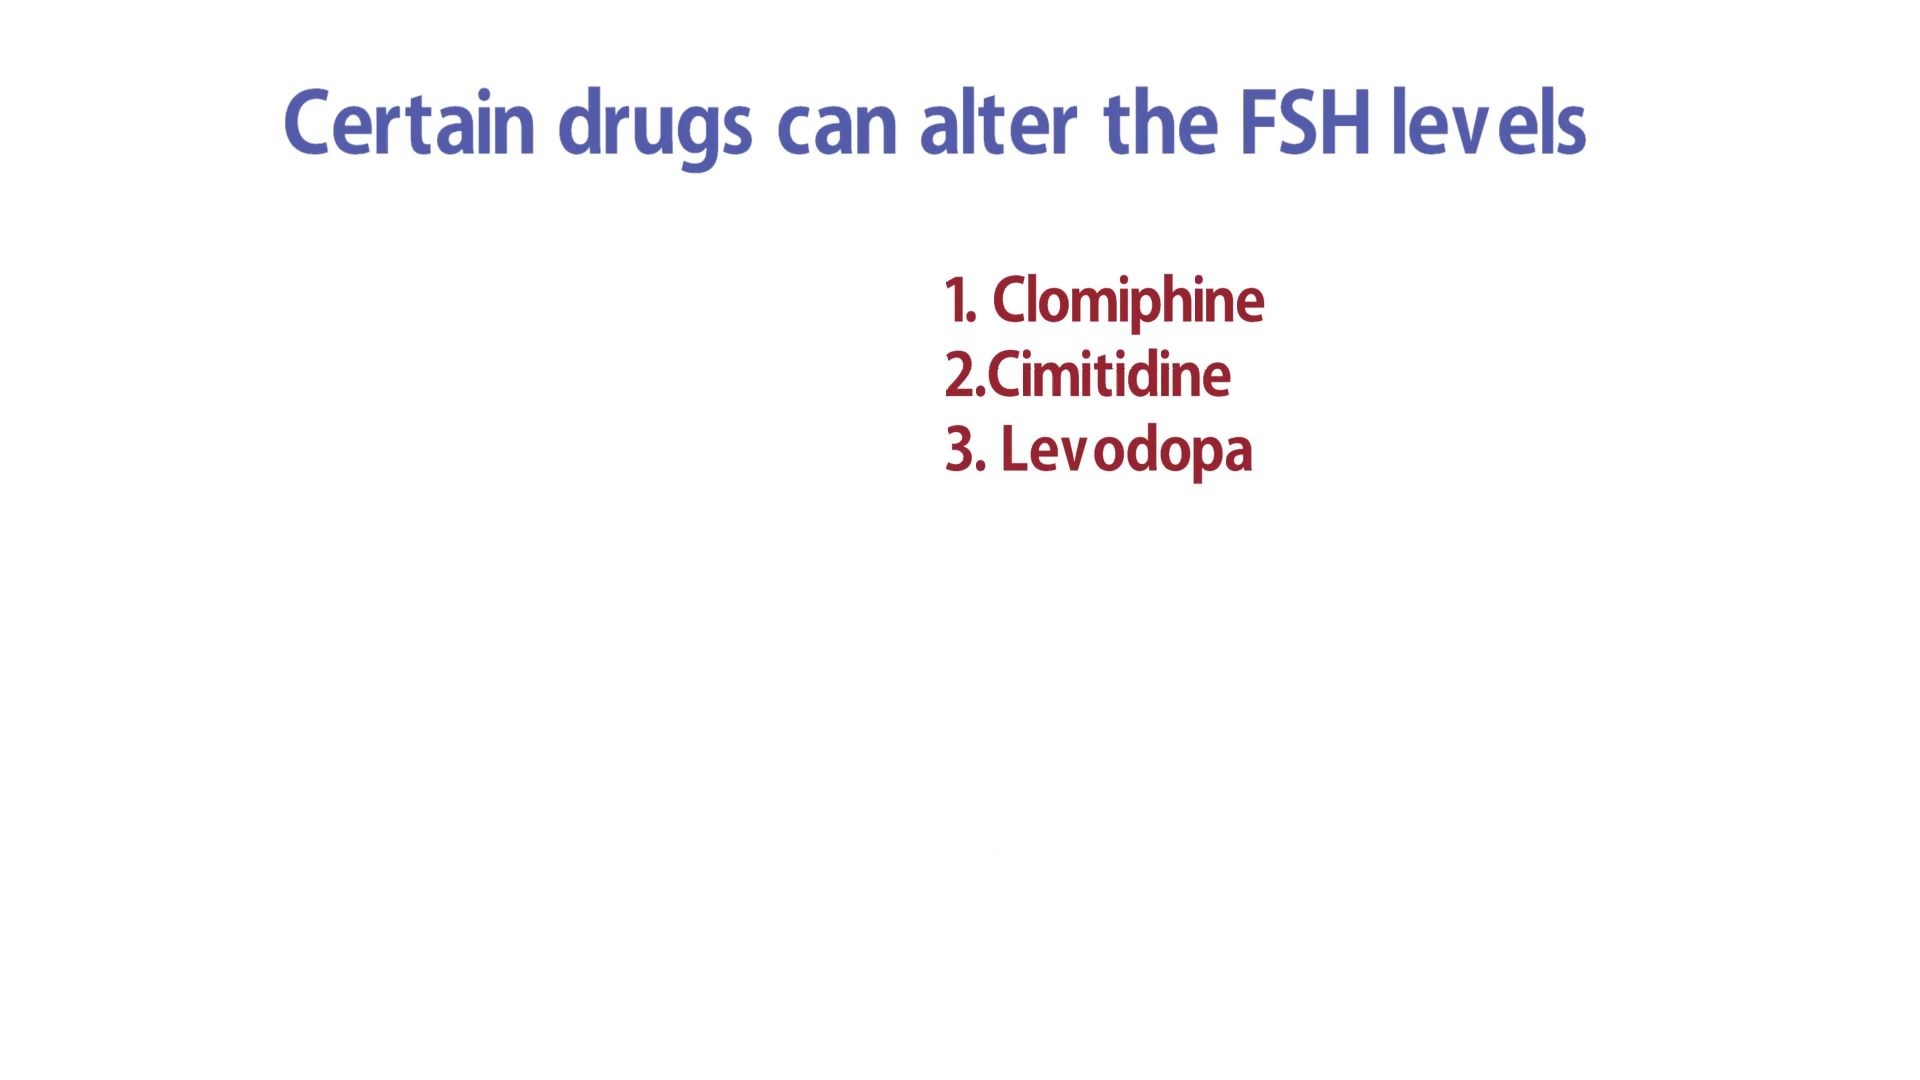 Certain drugs can alter the FSH levels
1. Clomiphine
2.Cimitidine
3. Levodopa